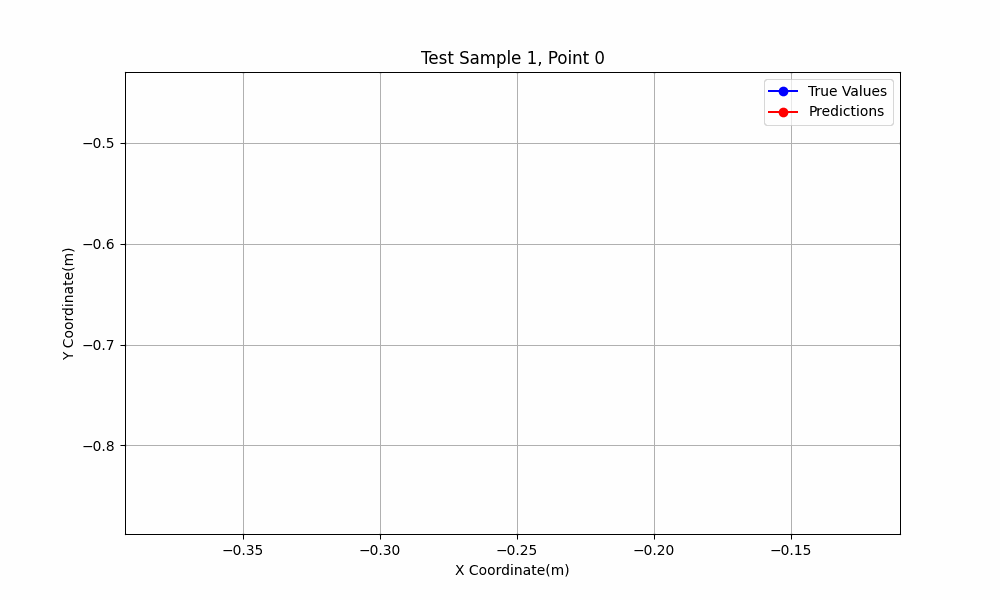 Test Sample 1, Point 0
True Values
Predictions
−0.5
−0.6
−0.7
−0.8
Y Coordinate(m)
−0.35
−0.30
−0.25
−0.20
−0.15
X Coordinate(m)